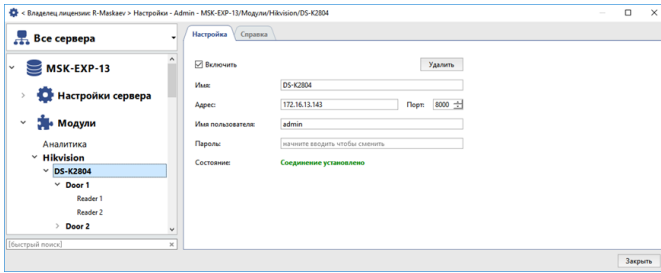 < Владелец лицензии: R-Maskaev > Настройки - Admin - MSK-EXP-13/Модули/Hikvision/DS-K2804
Все сервера
MSK-EXP-13
Настройки сервера
Модули
Аналитика
Hikvision
DS-K2804
Door 1
Reader 1
Reader 2
Door 2
[быстрый поиск]
Настройка Справка
Включить Удалить
Имя: DS-K2804
Адрес: 172.16.13.143 Порт: 8000
Имя пользователя: admin
Пароль: начните вводить чтобы сменить
Состояние: Соединение установлено
Закрыть